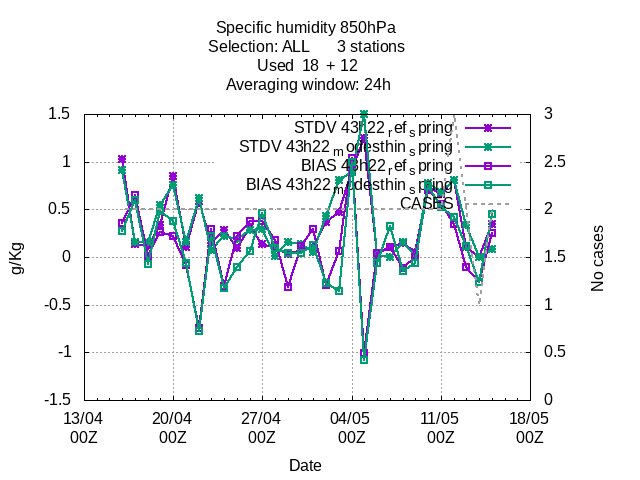 Specific humidity 850hPa
Selection: ALL 3 stations
Used 18 + 12
Averaging window: 24h
STDV 43h22_ref_spring
STDV 43h22_modesthin_spring
BIAS 43h22_ref_spring
BIAS 43h22_modesthin_spring
CASES
1.5
1
0.5
0
-0.5
-1
-1.5
3
2.5
2
1.5
1
0.5
0
g/Kg
No cases
13/04 20/04 27/04 04/05 11/05 18/05
00Z 00Z 00Z 00Z 00Z 00Z
Date